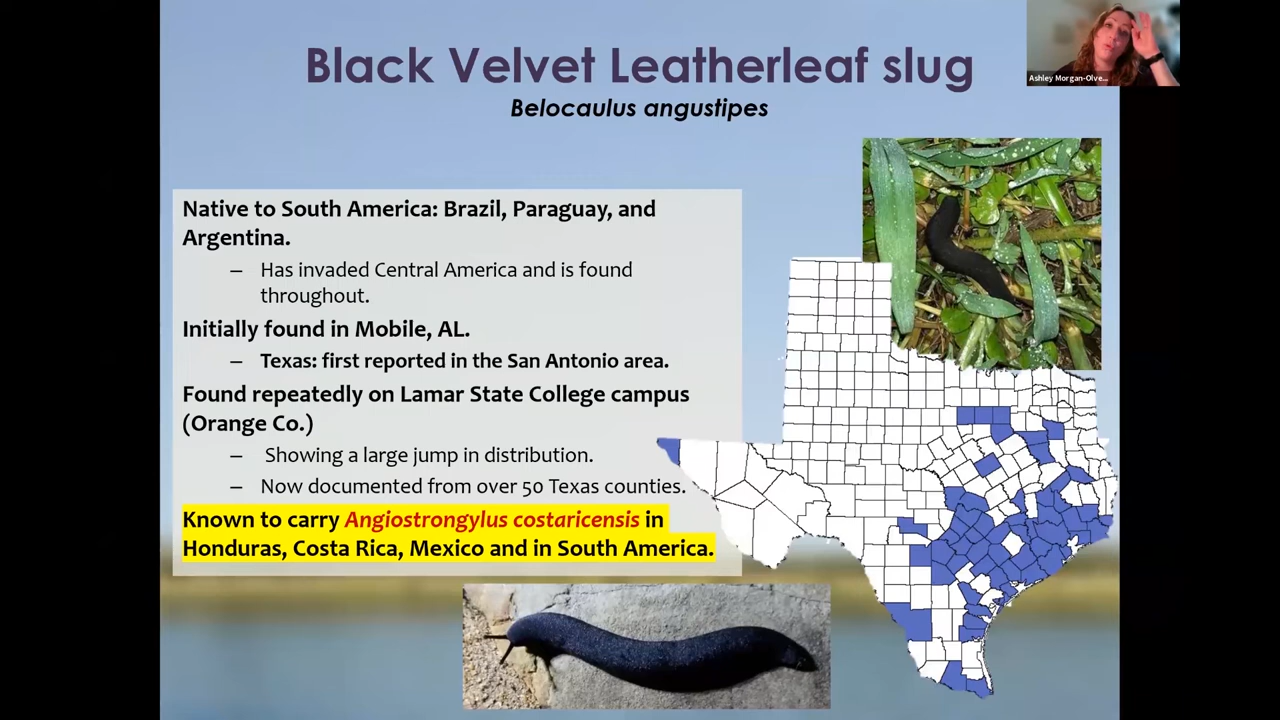 Black Velvet Leatherleaf slug
Belocaulus angustipes
Ashley Morgan-Olve...
Native to South America: Brazil, Paraguay, and
Argentina.
– Has invaded Central America and is found
throughout.
Initially found in Mobile, AL.
– Texas: first reported in the San Antonio area.
Found repeatedly on Lamar State College campus
(Orange Co.)
– Showing a large jump in distribution.
– Now documented from over 50 Texas counties.
Known to carry Angiostrongylus costaricensis in
Honduras, Costa Rica, Mexico and in South America.